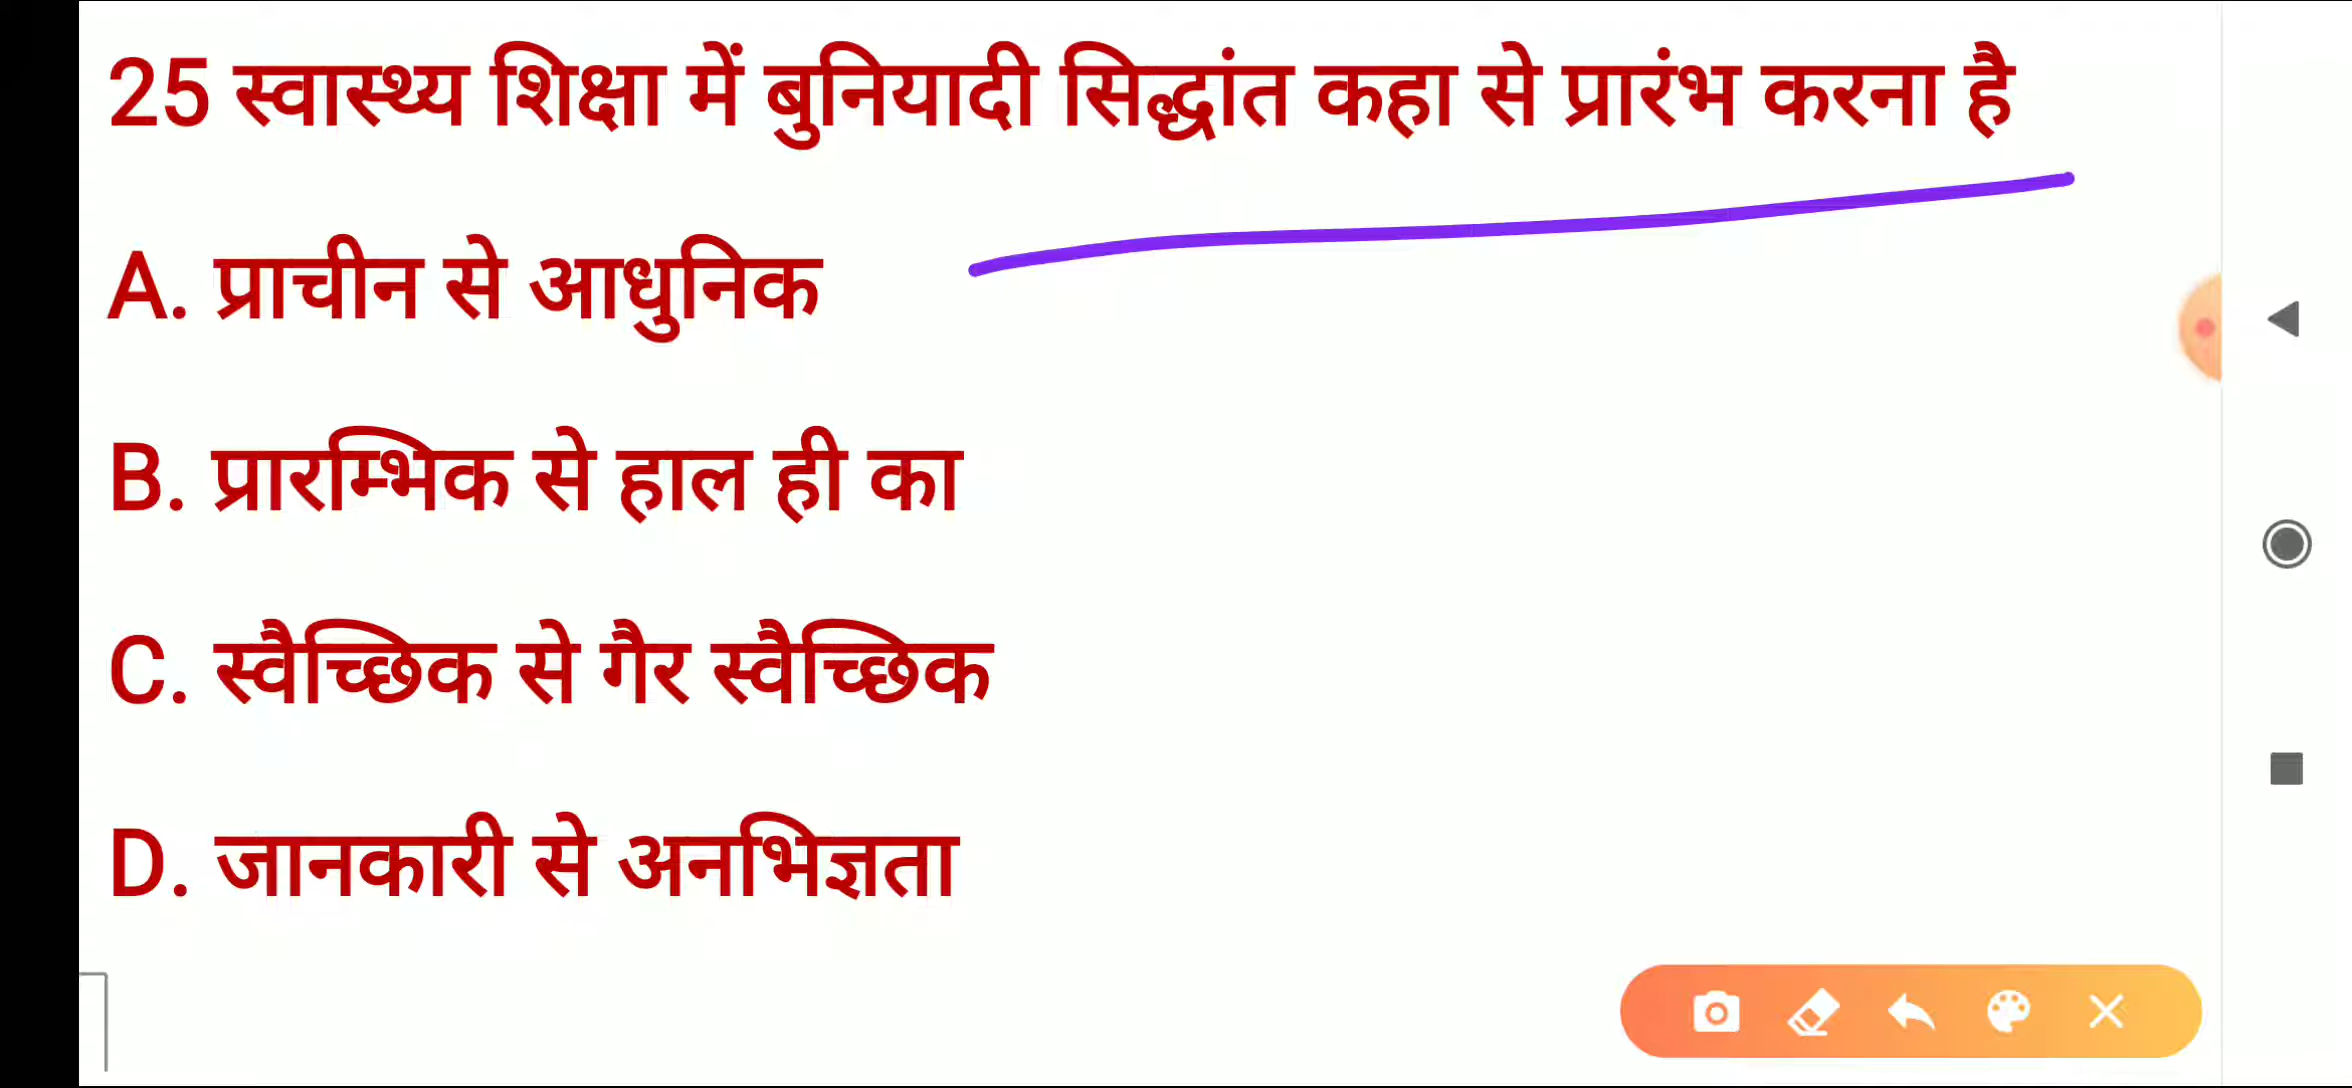 25 स्वास्थ्य शिक्षा में बुनियादी सिद्धांत कहा से प्रारंभ करना है
A. प्राचीन से आधुनिक
B. प्रारम्भिक से हाल ही का
C. स्वैच्छिक से गैर स्वैच्छिक
D. जानकारी से अनभिज्ञता